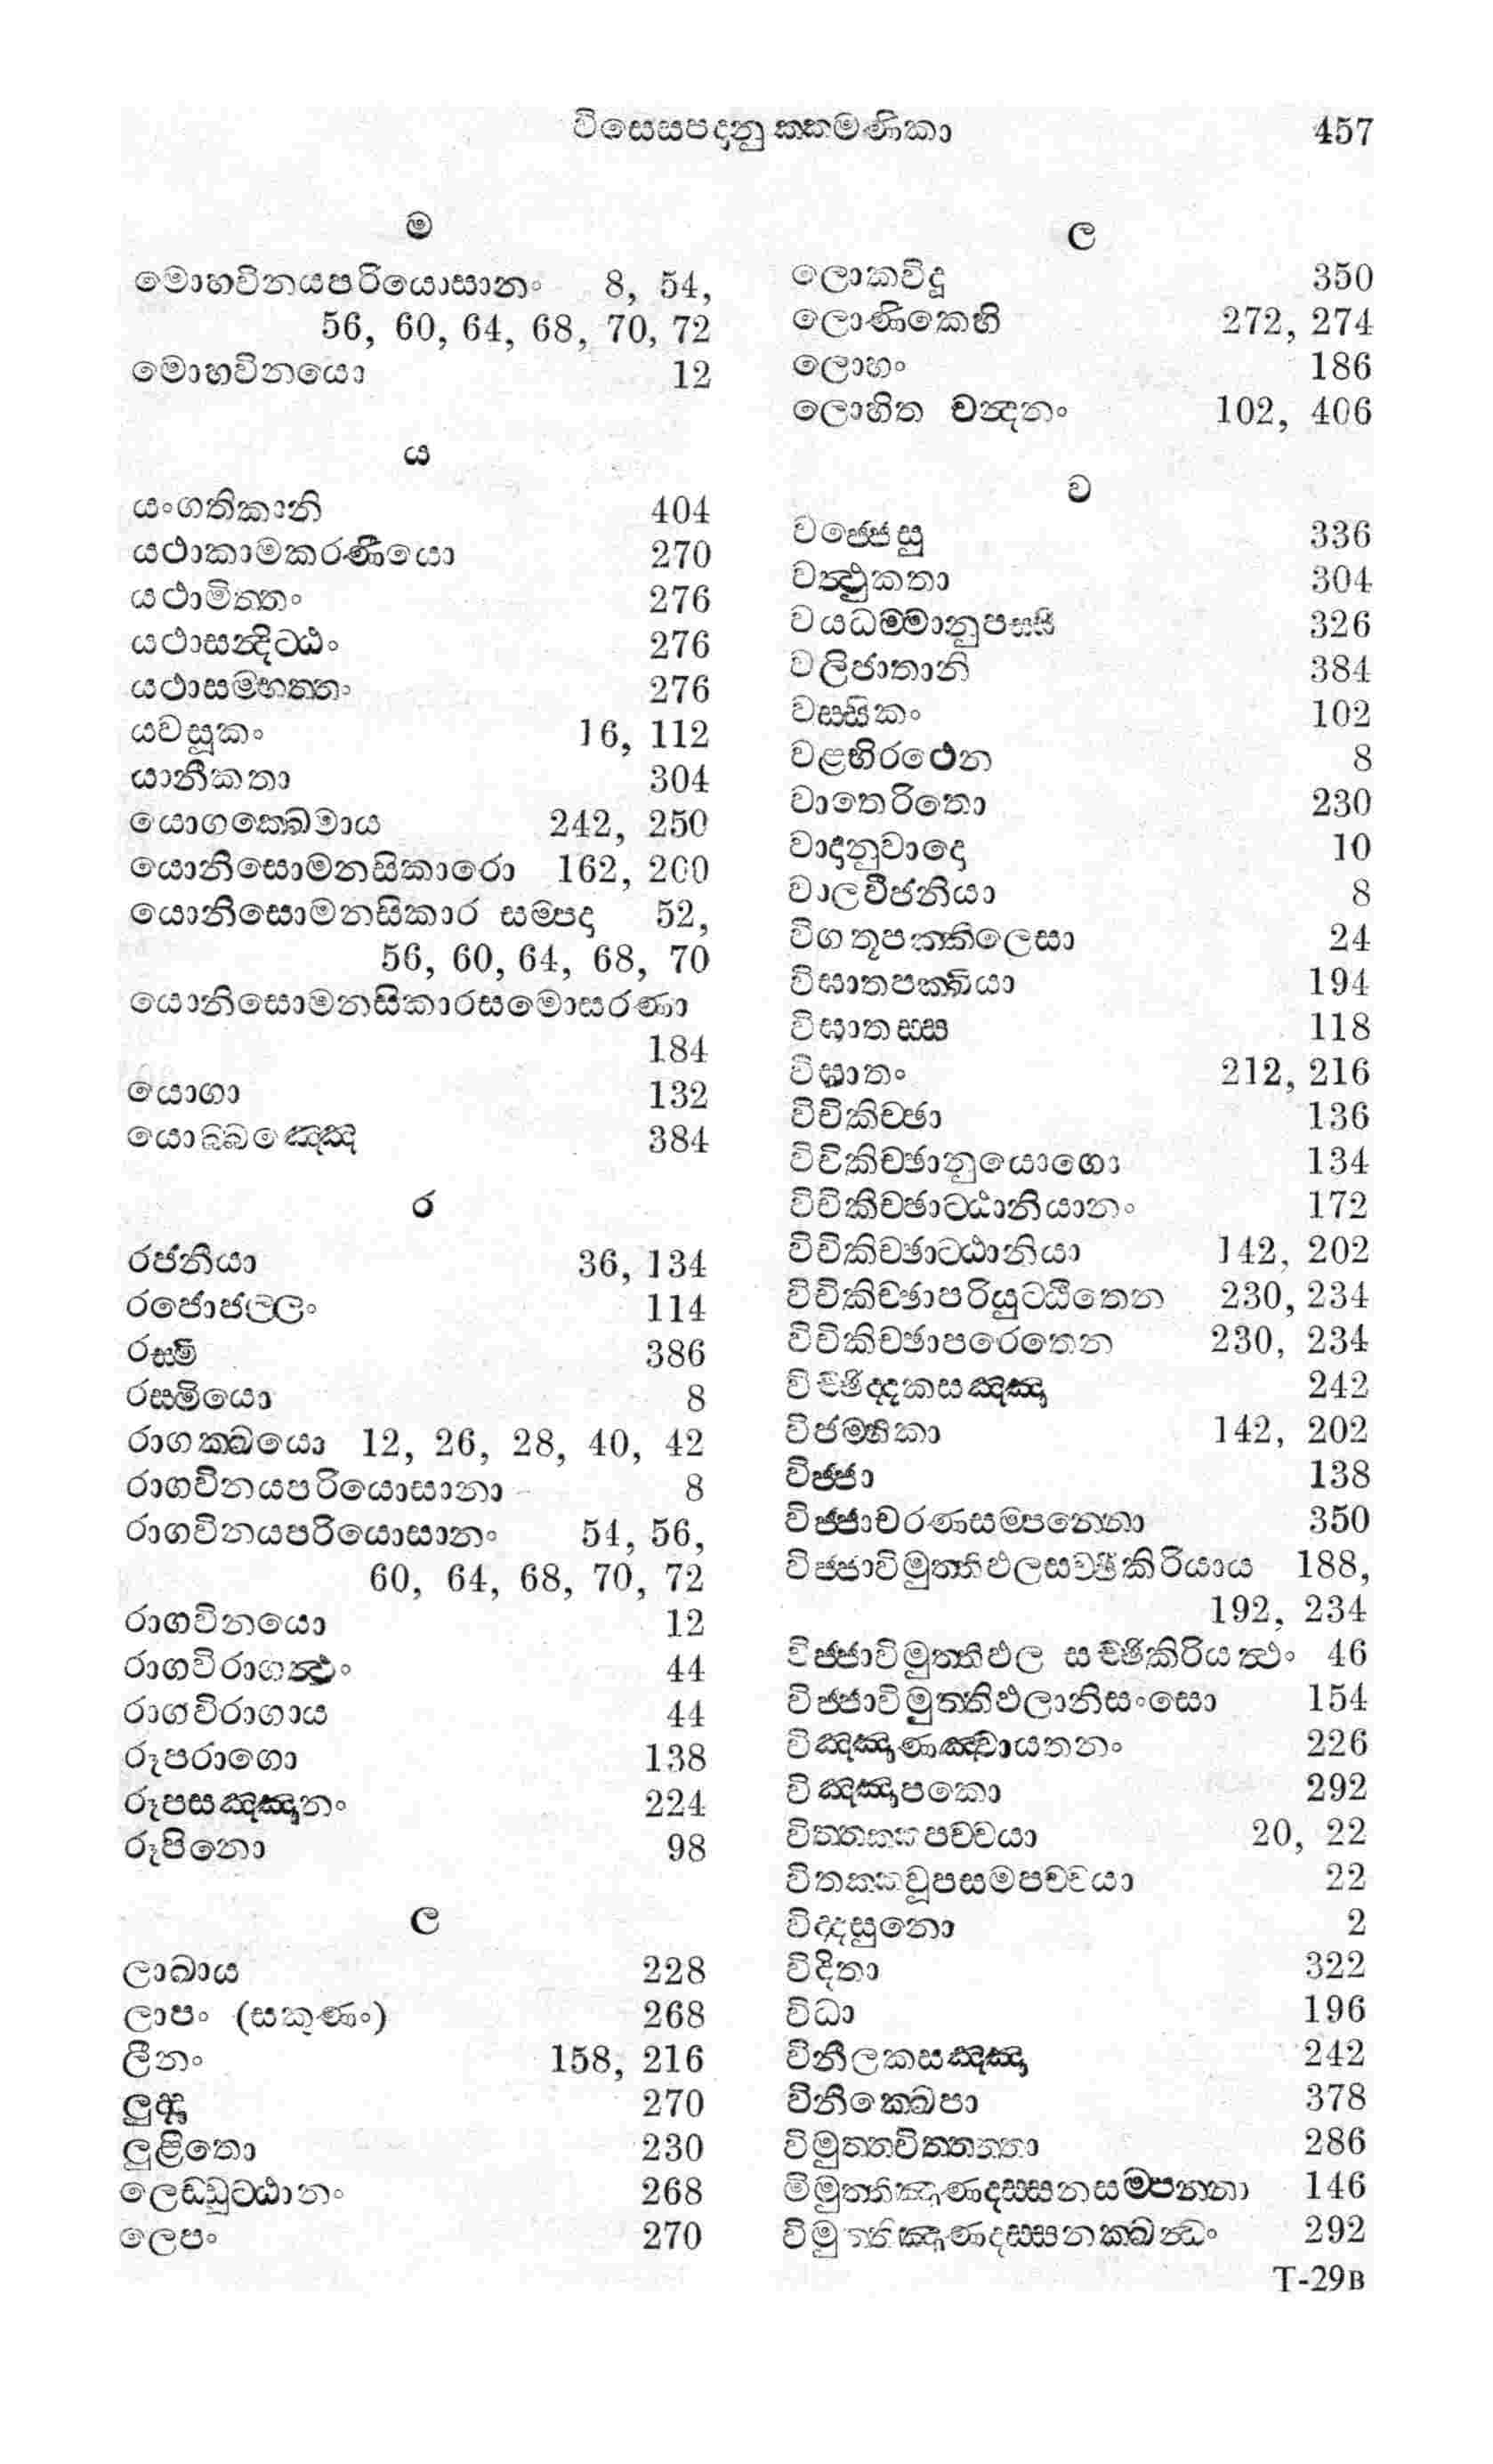 විසෙසපදානුක්කමණිකා 457
ම
මොහවිනයපරියොසානං 8, 54,
56, 60, 64, 68, 70, 72
මොහවිනයො 12
ය
යංගතිකානි 404
යථාකාමකරණීයො 270
යථාමිත්තං 276
යථාසන්දිට්ඨං 276
යථාසම්භත්තං 276
යවසූකං 16, 112
යානීකතා 304
යොගක්ඛෙමාය 242, 250
යොනිසොමනසිකාරො 162, 200
යොනිසොමනසිකාර සම්පදා 52,
56, 60, 64, 68, 70
යොනිසොමනසිකාරසමොසරණා
184
යොගා 132
යොබ්බඤ්ඤෙ 384
ර
රජනීයා 36, 134
රජොජල්ලං 114
රස්මි 386
රස්මියො 8
රාගක්ඛයො 12, 26, 28, 40, 42
රාගවිනයපරියොසානා 8
රාගවිනයපරියොසානං 54, 56,
60, 64, 68, 70, 72
රාගවිනයො 12
රාගවිරාගත්ථං 44
රාගවිරාගාය 44
රූපරාගො 138
රූපසඤ්ඤානං 224
රූපිනො 98
ල
ලාඛාය 228
ලාපං (සකුණං) 268
ලීනං 158, 216
ලුඤ්ච 270
ලුළිතො 230
ලෙඩ්ඩුට්ඨානං 268
ලෙපං 270
ල
ලොකවිදූ 350
ලොණිකෙහි 272, 274
ලොහං 186
ලොහිත චන්දනං 102, 406
ව
වජ්ජෙසු 336
වත්ථුකතා 304
වයධම්මානුපස්සී 326
වලිජාතානි 384
වස්සිකං 102
වළභිරථෙන 8
වාතෙරිතො 230
වාදානුවාදො 10
වාලවීජනියා 8
විගතූපක්කිලෙසා 24
විඝාතපක්ඛියා 194
විඝාතස්ස 118
විඝාතං 212, 216
විචිකිච්ඡා 136
විචිකිච්ඡානුයොගො 134
විචිකිච්ඡාට්ඨානියානං 172
විචිකිච්ඡාට්ඨානියා 142, 202
විචිකිච්ඡාපරියුට්ඨිතෙන 230, 234
විචිකිච්ඡාපරෙතෙන 230, 234
විච්ඡිද්දකසඤ්ඤා 242
විජම්භිකා 142, 202
විජ්ජා 138
විජ්ජාචරණසම්පන්නො 350
විජ්ජාවිමුත්තිඵලසච්ඡිකිරියාය 188,
192, 234
විජ්ජාවිමුත්තිඵල සච්ඡිකිරියත්ථං 46
විජ්ජාවිමුත්තිඵලානිසංසො 154
විඤ්ඤාණඤ්චායතනං 226
විඤ්ඤාපකො 292
විතක්කපච්චයා 20, 22
විතක්කවූපසමපච්චයා 22
විද්දසුනො 2
විදිතා 322
විධා 196
විනීලකසඤ්ඤා 242
විනික්ඛෙපා 378
විමුත්තචිත්තත්තා 286
මිමුත්තිඤාණදස්සනසම්පන්නා 146
විමුත්තිඤාණදස්සනක්ඛන්ධං 292
T-29B